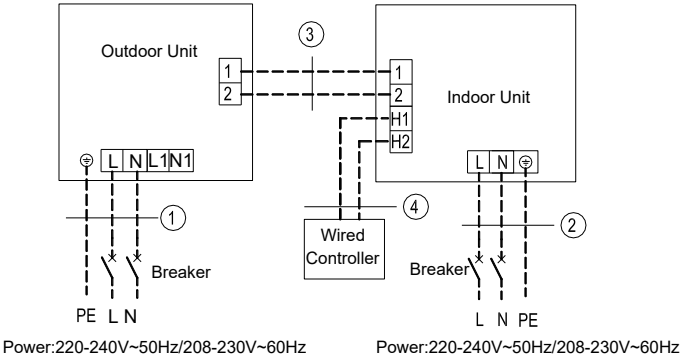 Outdoor Unit
1
2
3
1
2
H1
H2
Indoor Unit
L N L1 N1
L N
1
4
2
Wired
Controller
Breaker
Breaker
PE L N
L N PE
Power:220-240V~50Hz/208-230V~60Hz
Power:220-240V~50Hz/208-230V~60Hz